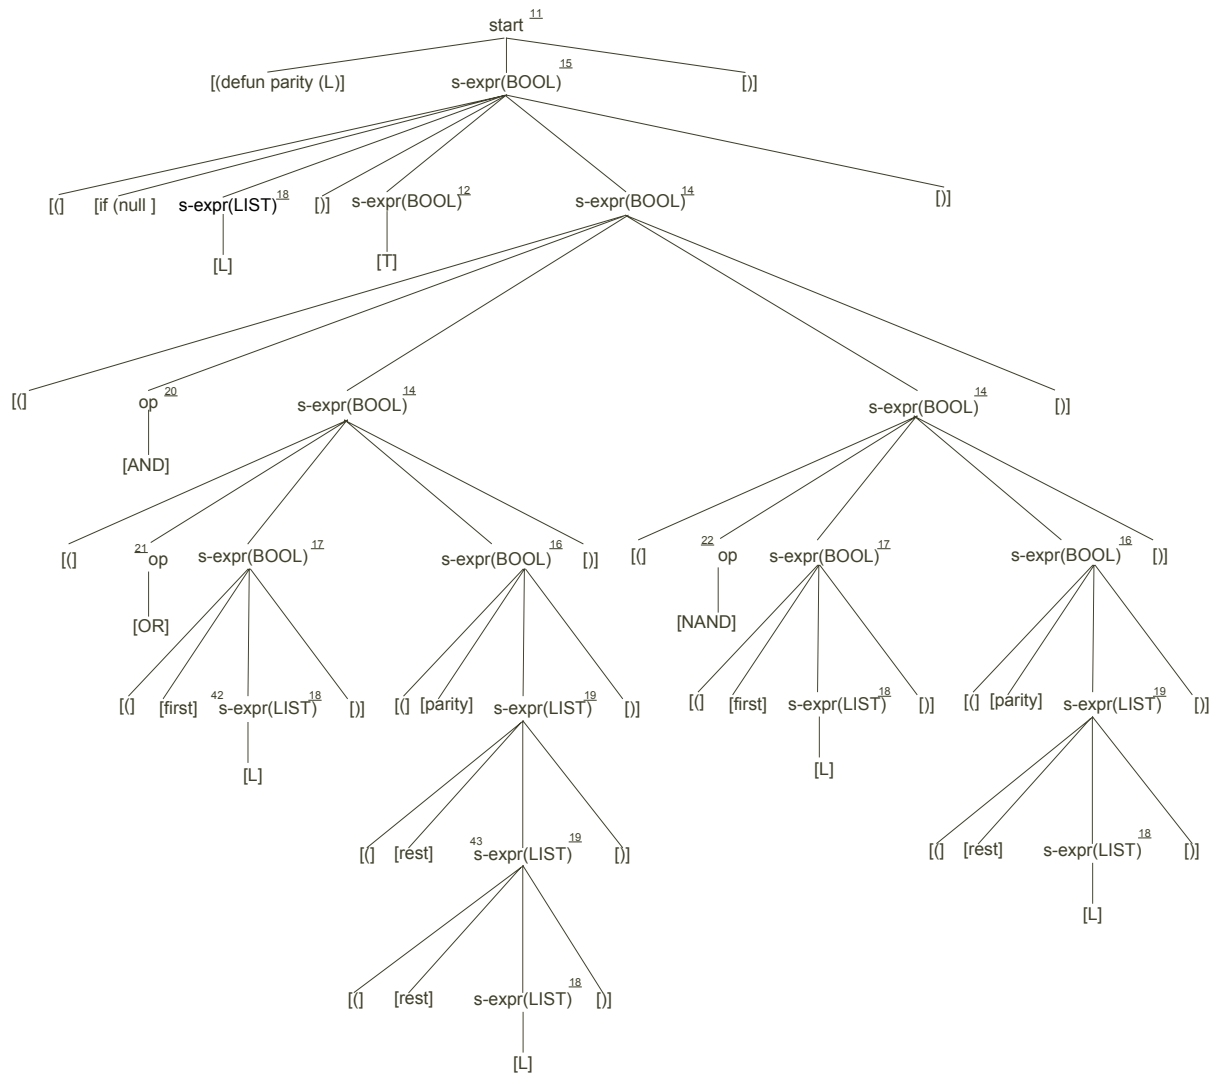 start 11
[(defun parity (L)] s-expr(BOOL) 15 [)]
[(] [if (null ] s-expr(LIST) 18 [)] s-expr(BOOL) 12 s-expr(BOOL) 14 [)]
[L] [T]
[(] op 20 s-expr(BOOL) 14 s-expr(BOOL) 14 [)]
[AND]
[(] 21 op s-expr(BOOL) 17 s-expr(BOOL) 16 [)] [(] 22 op s-expr(BOOL) 17 s-expr(BOOL) 16 [)]
[OR] [NAND]
[(] [first] 42 s-expr(LIST) 18 [)] [(] [parity] s-expr(LIST) 19 [)] [(] [first] s-expr(LIST) 18 [)] [(] [parity] s-expr(LIST) 19 [)]
[L] [L]
[(] [rest] 43 s-expr(LIST) 19 [)] [(] [rest] s-expr(LIST) 18 [)]
[L]
[(] [rest] s-expr(LIST) 18 [)]
[L]